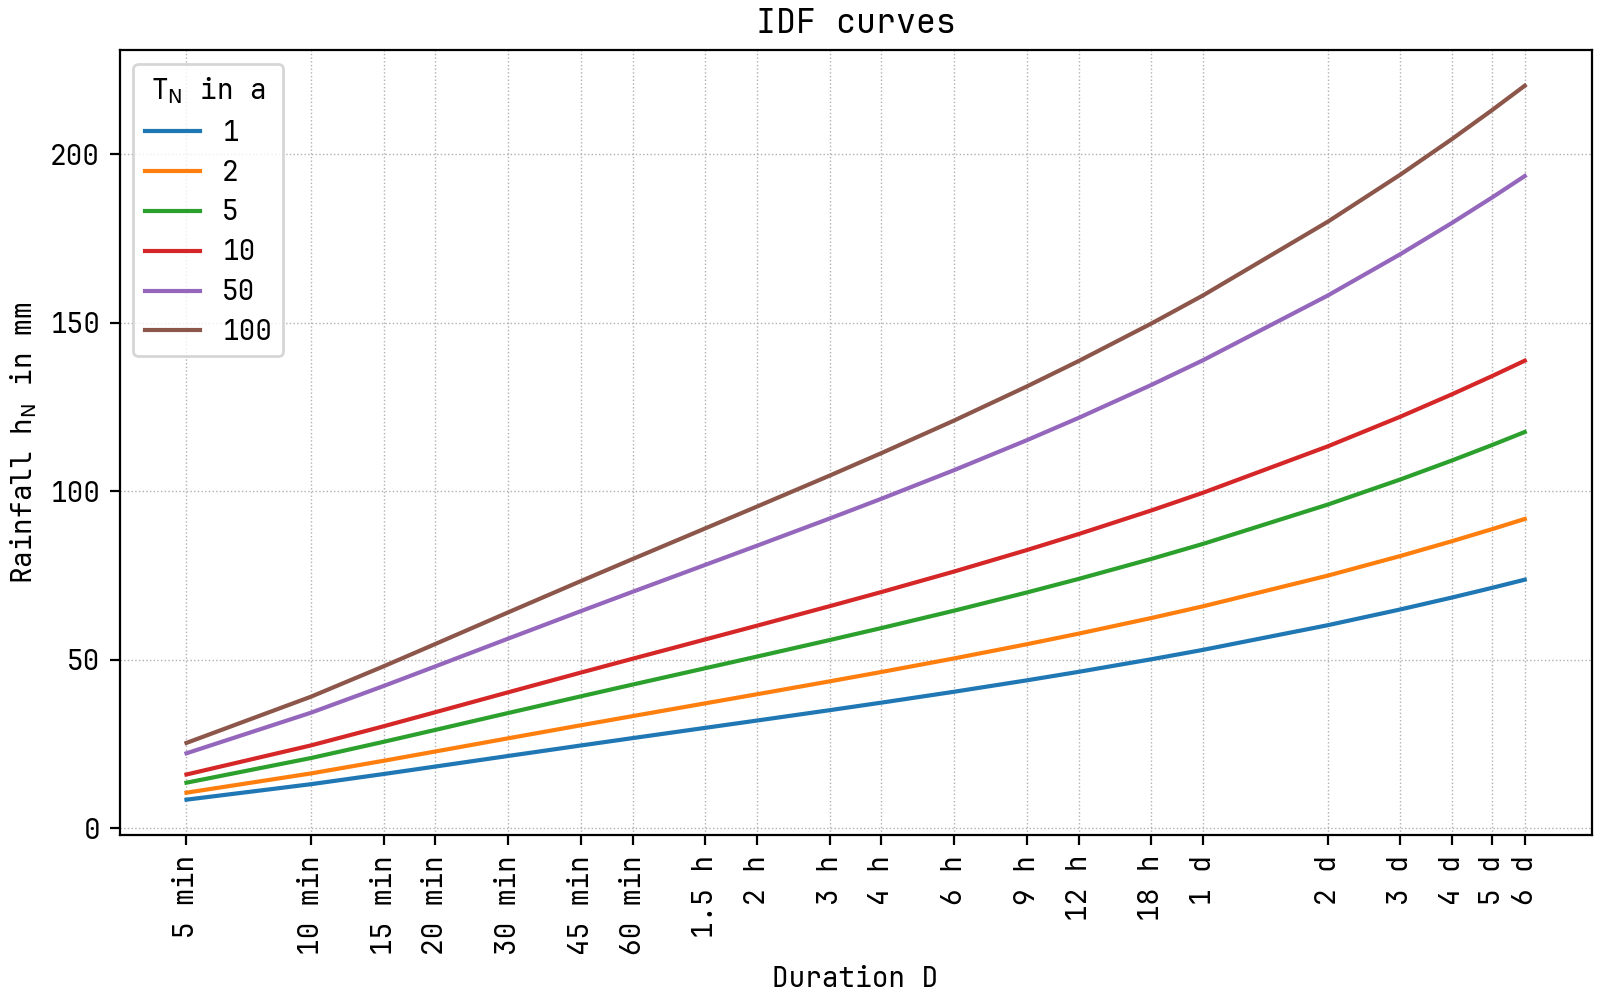 IDF curves
T_N in a
1
2
5
10
50
100
Rainfall h_N in mm
200
150
100
50
0
5 min
10 min
15 min
20 min
30 min
45 min
60 min
1.5 h
2 h
3 h
4 h
6 h
9 h
12 h
18 h
1 d
2 d
3 d
4 d
5 d
6 d
Duration D